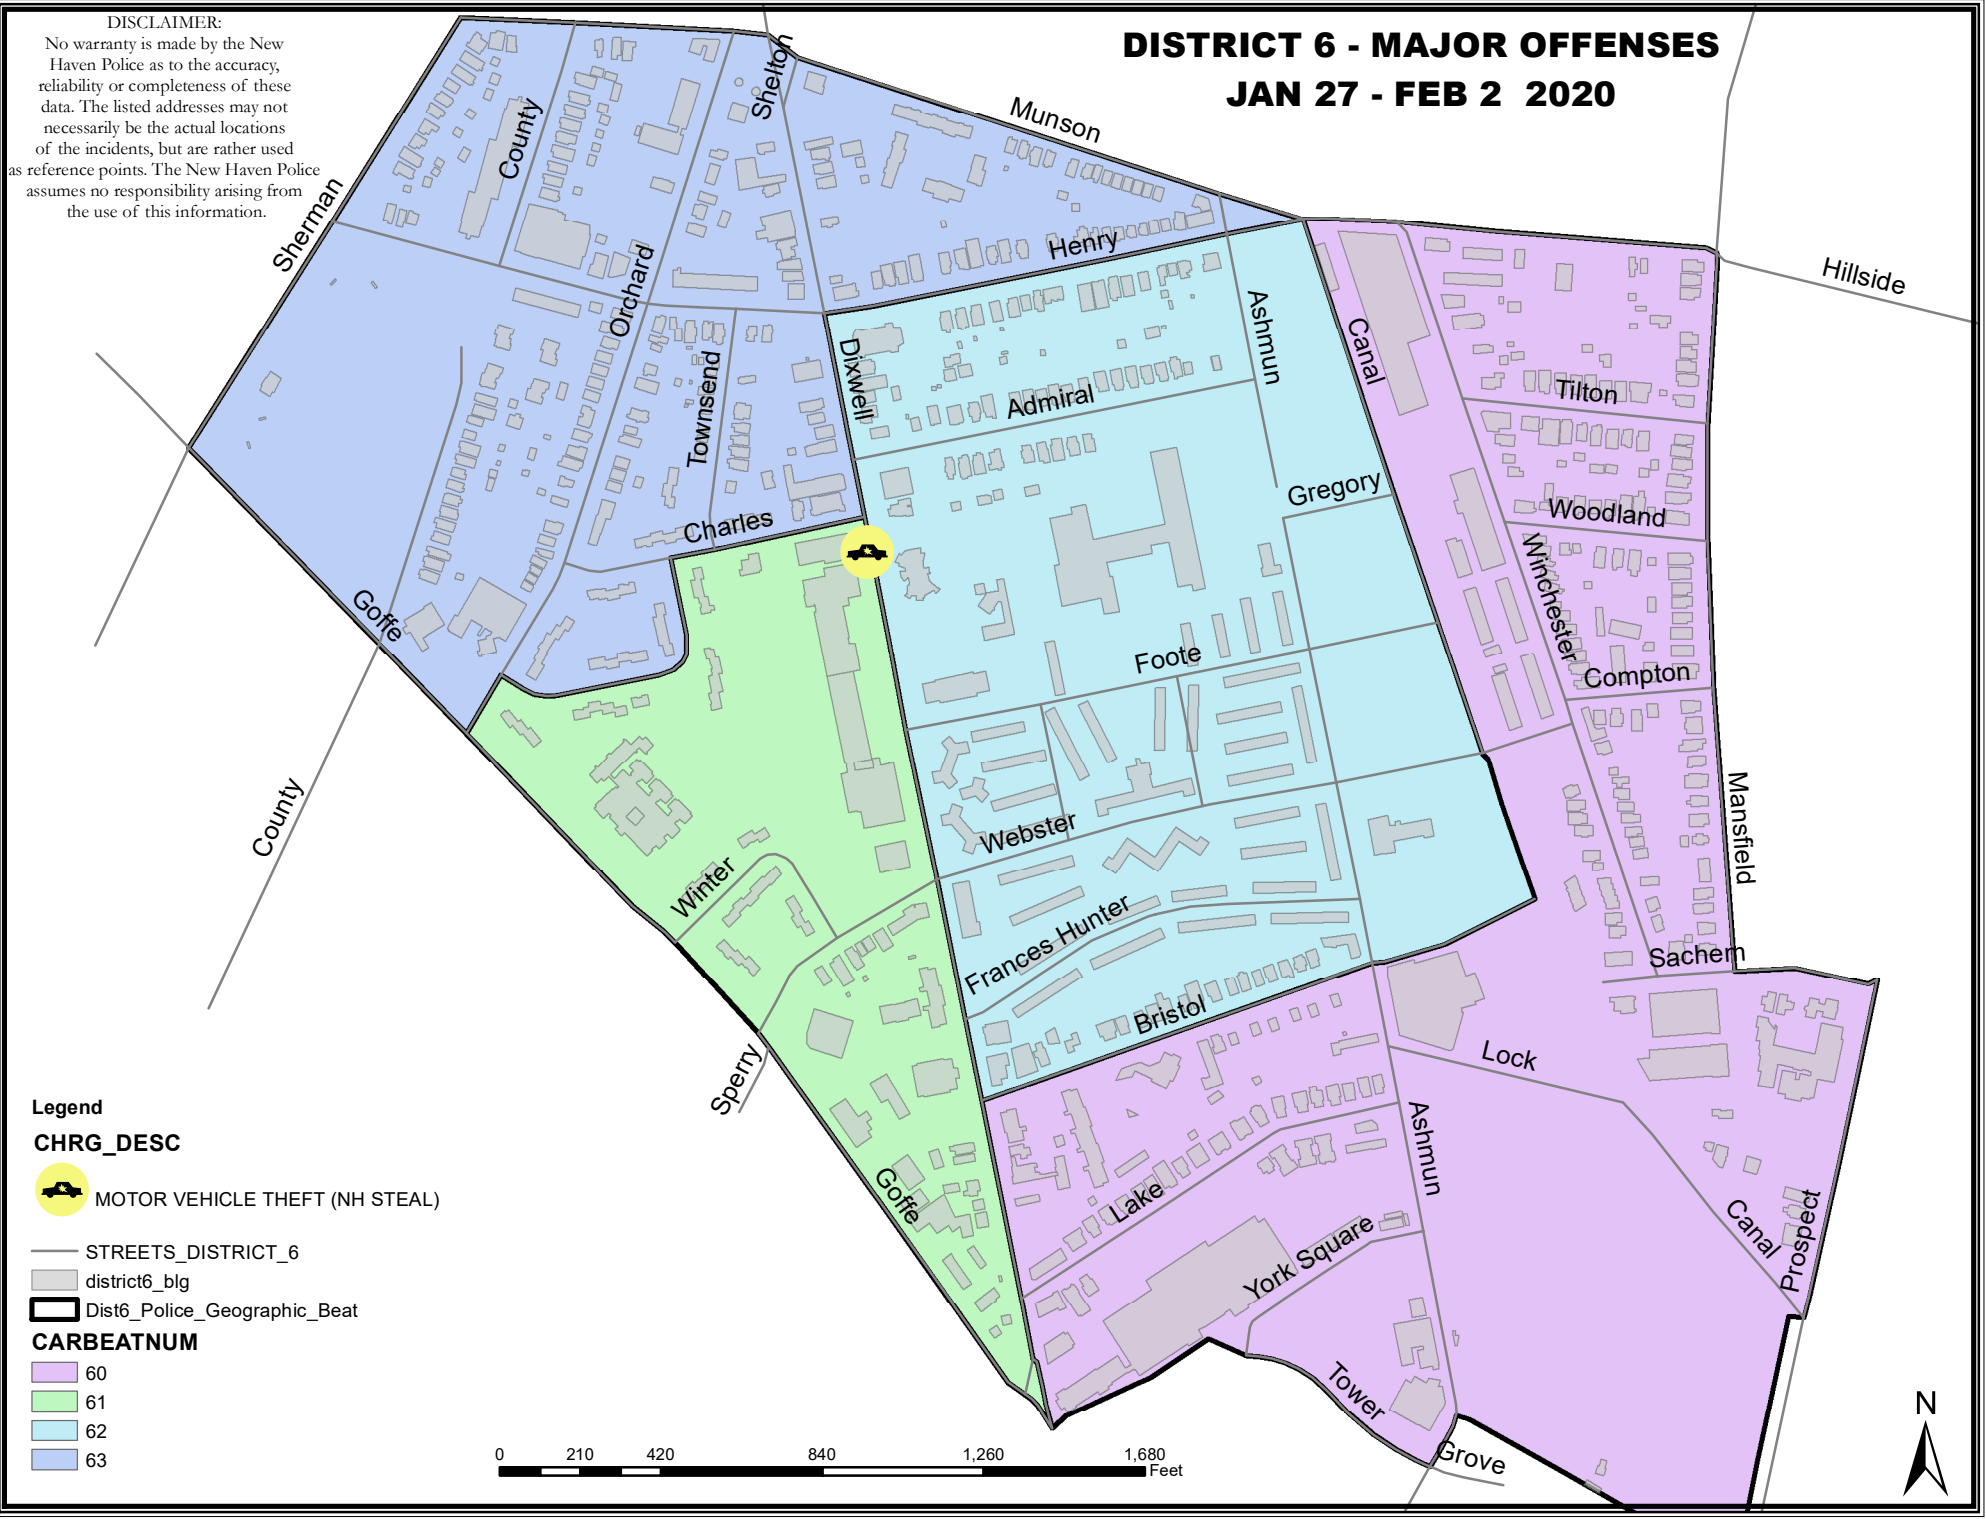 DISCLAIMER:
No warranty is made by the New
Haven Police as to the accuracy,
reliability or completeness of these
data. The listed addresses may not
necessarily be the actual locations
of the incidents, but are rather used
as reference points. The New Haven Police
assumes no responsibility arising from
the use of this information.
DISTRICT 6 - MAJOR OFFENSES
JAN 27 - FEB 2 2020
Shelton
Munson
County
Sherman
Henry
Orchard
Hillside
Ashmun
Canal
Dixwell
Townsend
Admiral
Tilton
Gregory
Woodland
Charles
Winchester
Goffe
Foote
Compton
County
Webster
Mansfield
Winter
Frances Hunter
Sachem
Bristol
Sperry
Lock
Ashmun
Goffe
Lake
York Square
Canal
Prospect
Tower
Grove
Legend
CHRG_DESC
MOTOR VEHICLE THEFT (NH STEAL)
STREETS_DISTRICT_6
district6_blg
Dist6_Police_Geographic_Beat
CARBEATNUM
60
61
62
63
0 210 420 840 1,260 1,680
Feet
N